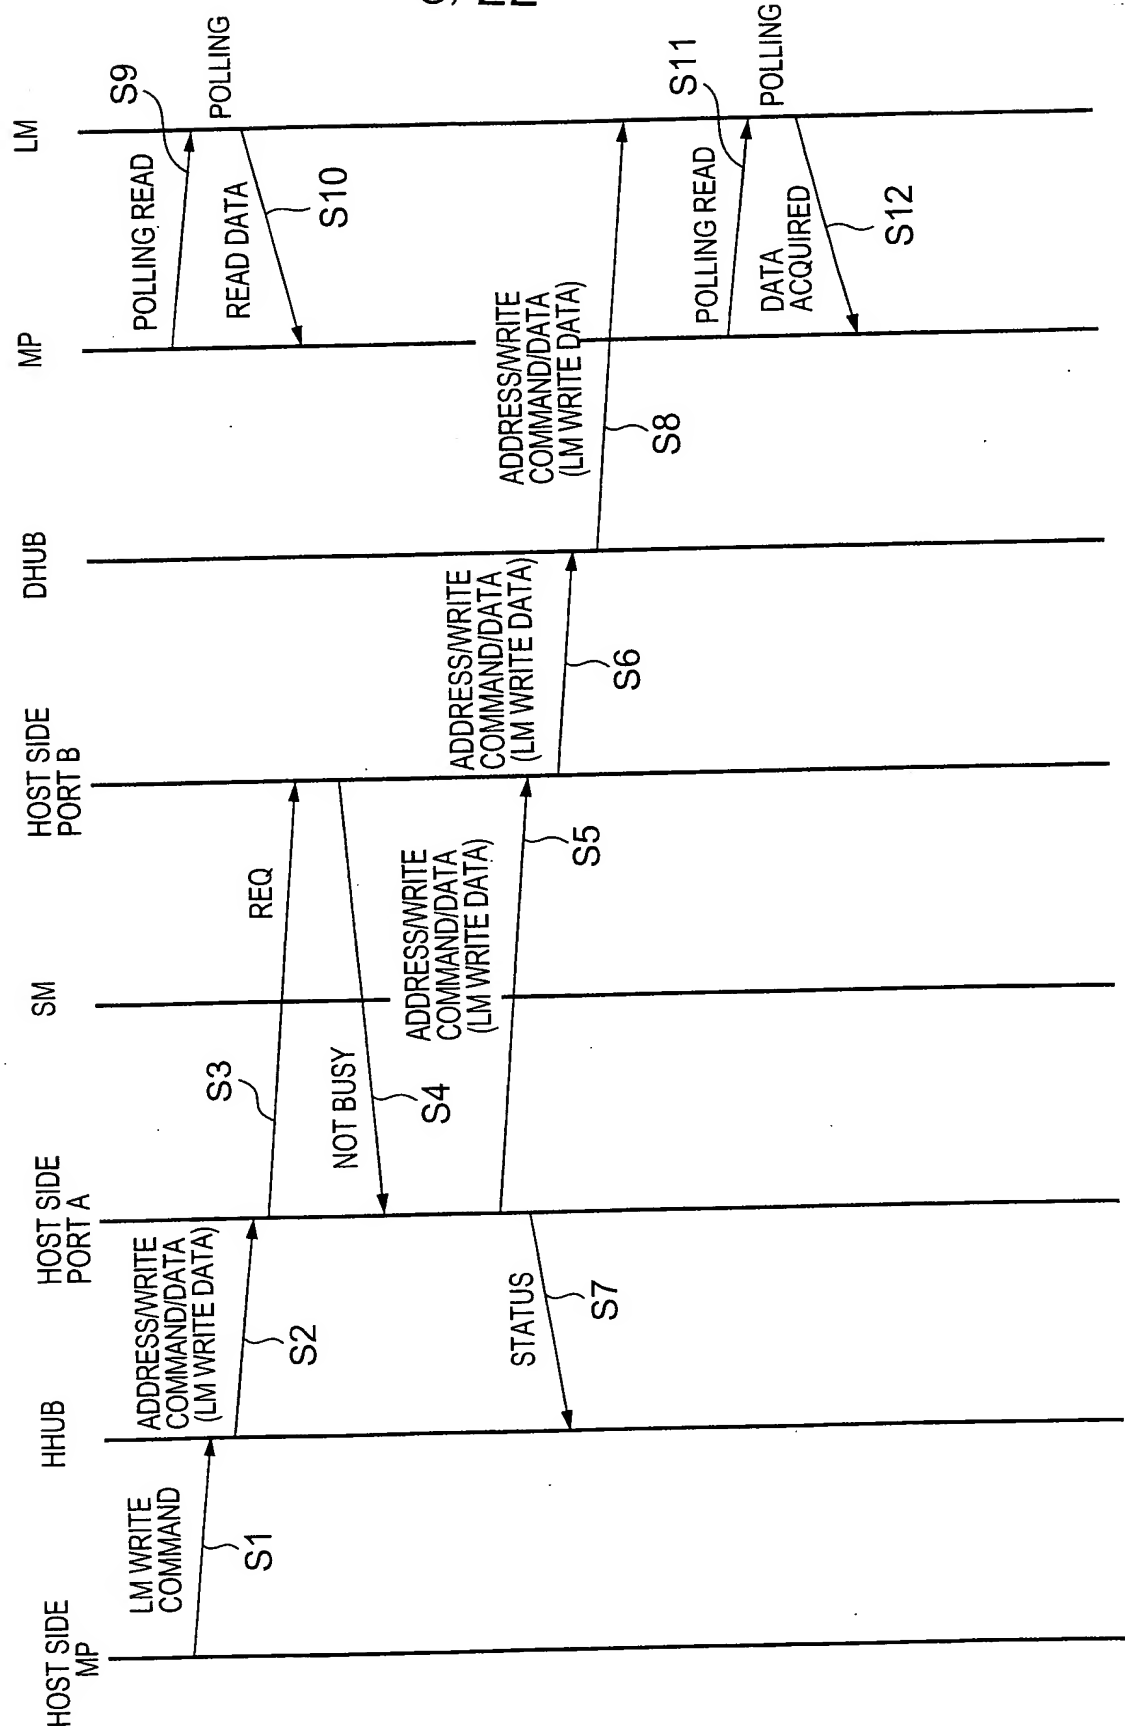 HOST SIDE
MP
HHUB
HOST SIDE
PORT A
SM
HOST SIDE
PORT B
DHUB
MP
LM
LM WRITE
COMMAND
S1
ADDRESS/WRITE
COMMAND/DATA
(LM WRITE DATA)
S2
S3
REQ
NOT BUSY
S4
ADDRESS/WRITE
COMMAND/DATA
(LM WRITE DATA)
S5
STATUS
S7
ADDRESS/WRITE
COMMAND/DATA
(LM WRITE DATA)
S6
ADDRESS/WRITE
COMMAND/DATA
(LM WRITE DATA)
S8
POLLING READ
S9
POLLING
READ DATA
S10
POLLING READ
S11
POLLING
DATA
ACQUIRED
S12